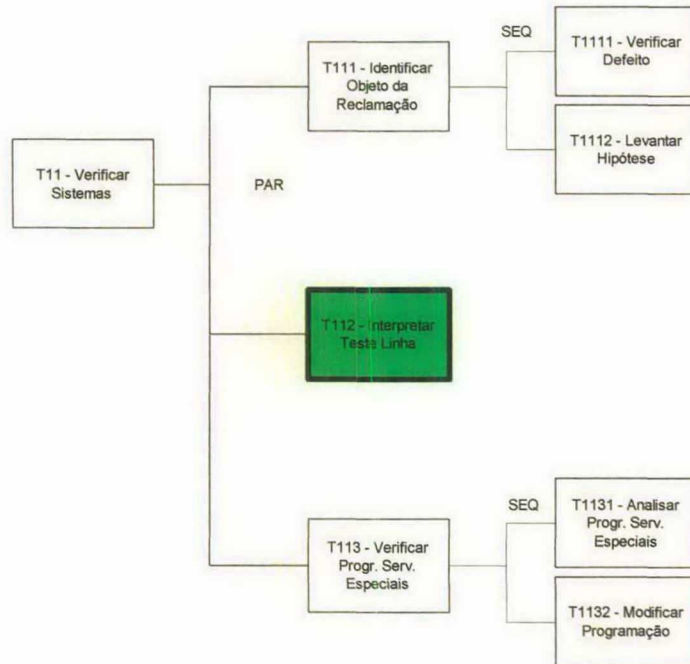 SEQ
T1111 - Verificar
Defeito
T111 - Identificar
Objeto da
Reclamação
T1112 - Levantar
Hipótese
T11 - Verificar
Sistemas
PAR
T112 - Interpretar
Teste Linha
SEQ
T1131 - Analisar
Progr. Serv.
Especiais
T113 - Verificar
Progr. Serv.
Especiais
T1132 - Modificar
Programação